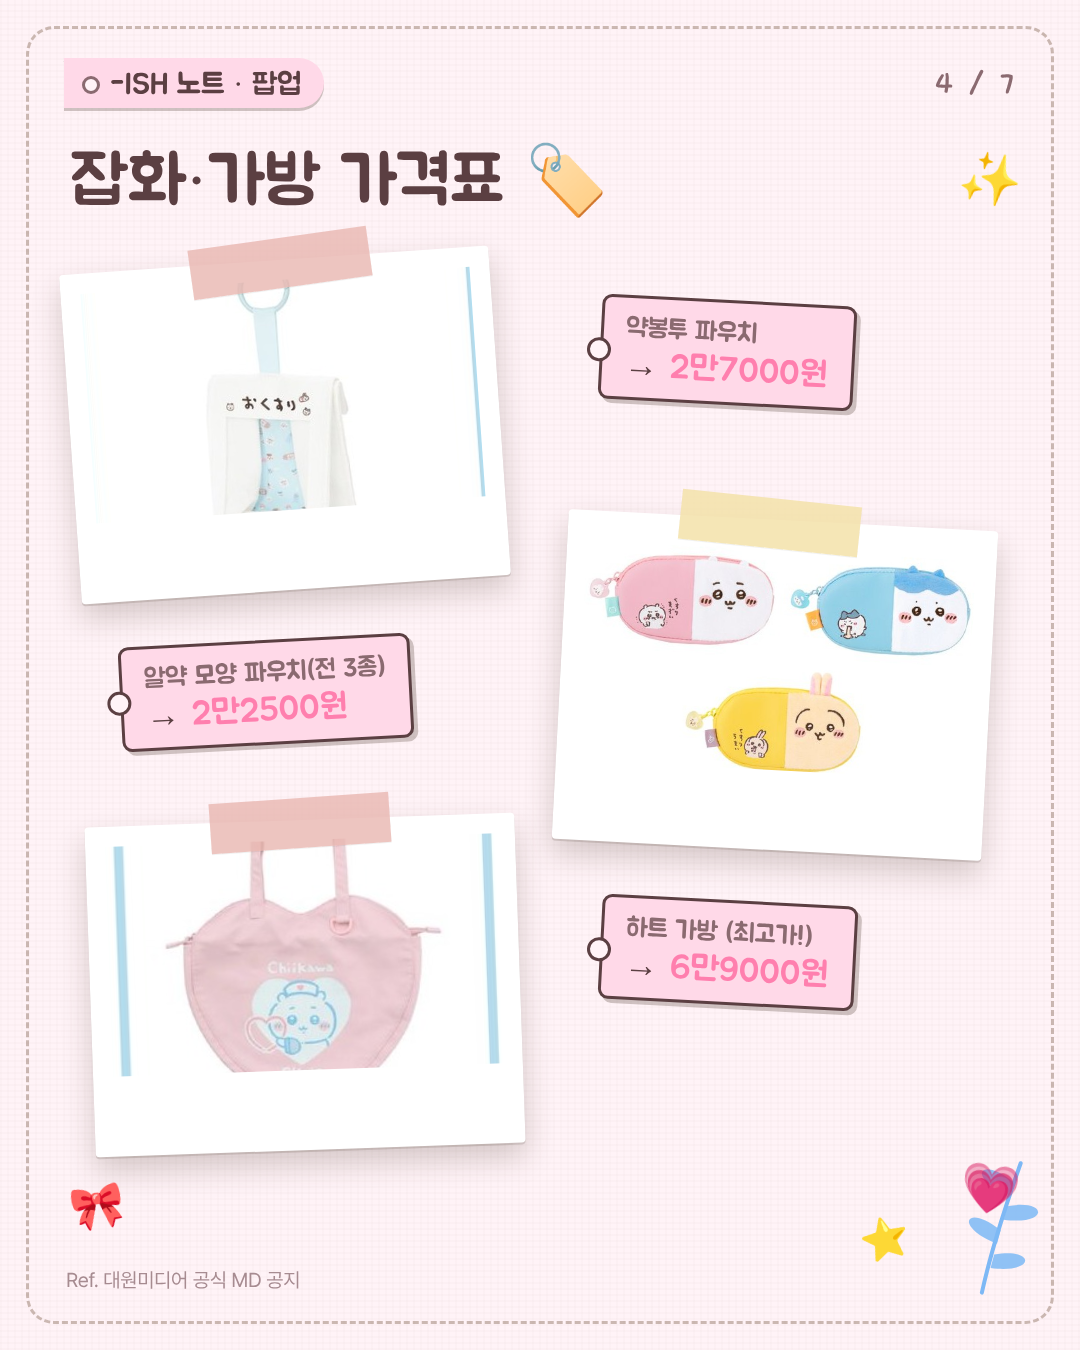 -ISH 노트 · 팝업
4 / 7
잡화·가방 가격표
おくすり
약봉투 파우치
→ 2만7000원
알약 모양 파우치(전 3종)
→ 2만2500원
Chiikawa
하트 가방 (최고가!)
→ 6만9000원
Ref. 대원미디어 공식 MD 공지